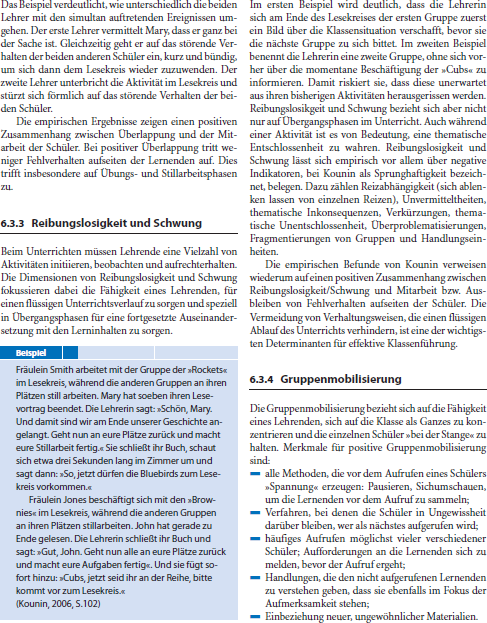 Das Beispiel verdeutlicht, wie unterschiedlich die beiden
Lehrer mit den simultan auftretenden Ereignissen um-
gehen. Der erste Lehrer vermittelt Mary, dass er ganz bei
der Sache ist. Gleichzeitig geht er auf das störende Ver-
halten der beiden anderen Schüler ein, kurz und bündig,
um sich dann dem Lesekreis wieder zuzuwenden. Der
zweite Lehrer unterbricht die Aktivität im Lesekreis und
stürzt sich förmlich auf das störende Verhalten der bei-
den Schüler.
Die empirischen Ergebnisse zeigen einen positiven
Zusammenhang zwischen Überlappung und der Mit-
arbeit der Schüler. Bei positiver Überlappung tritt we-
niger Fehlverhalten aufseiten der Lernenden auf. Dies
trifft insbesondere auf Übungs- und Stillarbeitsphasen
zu.
6.3.3 Reibungslosigkeit und Schwung
Beim Unterrichten müssen Lehrende eine Vielzahl von
Aktivitäten initiieren, beobachten und aufrechterhalten.
Die Dimensionen von Reibungslosigkeit und Schwung
fokussieren dabei die Fähigkeit eines Lehrenden, für
einen flüssigen Unterrichtsverlauf zu sorgen und speziell
in Übergangsphasen für eine fortgesetzte Auseinander-
setzung mit den Lerninhalten zu sorgen.
Beispiel
Fräulein Smith arbeitet mit der Gruppe der »Rockets«
im Lesekreis, während die anderen Gruppen an ihren
Plätzen still arbeiten. Mary hat soeben ihren Lese-
vortrag beendet. Die Lehrerin sagt: »Schön, Mary.
Und damit sind wir am Ende unserer Geschichte an-
gelangt. Geht nun an eure Plätze zurück und macht
eure Stillarbeit fertig.« Sie schließt ihr Buch, schaut
sich etwa drei Sekunden lang im Zimmer um und
sagt dann: »So, jetzt dürfen die Bluebirds zum Lese-
kreis vorkommen.«
Fräulein Jones beschäftigt sich mit den »Brow-
nies« im Lesekreis, während die anderen Gruppen
an ihren Plätzen stillarbeiten. John hat gerade zu
Ende gelesen. Die Lehrerin schließt ihr Buch und
sagt: »Gut, John. Geht nun alle an eure Plätze zurück
und macht eure Aufgaben fertig«. Und sie fügt so-
fort hinzu: »Cubs, jetzt seid ihr an der Reihe, bitte
kommt vor zum Lesekreis.«
(Kounin, 2006, S.102)
Im ersten Beispiel wird deutlich, dass die Lehrerin
sich am Ende des Lesekreises der ersten Gruppe zuerst
ein Bild über die Klassensituation verschafft, bevor sie
die nächste Gruppe zu sich bittet. Im zweiten Beispiel
benennt die Lehrerin eine zweite Gruppe, ohne sich vor-
her über die momentane Beschäftigung der »Cubs« zu
informieren. Damit riskiert sie, dass diese unerwartet
aus ihren bisherigen Aktivitäten herausgerissen werden.
Reibungslosigkeit und Schwung bezieht sich aber nicht
nur auf Übergangsphasen im Unterricht. Auch während
einer Aktivität ist es von Bedeutung, eine thematische
Entschlossenheit zu wahren. Reibungslosigkeit und
Schwung lässt sich empirisch vor allem über negative
Indikatoren, bei Kounin als Sprunghaftigkeit bezeich-
net, belegen. Dazu zählen Reizabhängigkeit (sich ablen-
ken lassen von einzelnen Reizen), Unvermitteltheiten,
thematische Inkonsequenzen, Verkürzungen, thema-
tische Unentschlossenheit, Überproblematisierungen,
Fragmentierungen von Gruppen und Handlungsein-
heiten.
Die empirischen Befunde von Kounin verweisen
wiederum auf einen positiven Zusammenhang zwischen
Reibungslosigkeit/Schwung und Mitarbeit bzw. Aus-
bleiben von Fehlverhalten aufseiten der Schüler. Die
Vermeidung von Verhaltungsweisen, die einen flüssigen
Ablauf des Unterrichts verhindern, ist eine der wichtigs-
ten Determinanten für effektive Klassenführung.
6.3.4 Gruppenmobilisierung
Die Gruppenmobilisierung bezieht sich auf die Fähigkeit
eines Lehrenden, sich auf die Klasse als Ganzes zu kon-
zentrieren und die einzelnen Schüler »bei der Stange« zu
halten. Merkmale für positive Gruppenmobilisierung
sind:
alle Methoden, die vor dem Aufrufen eines Schülers
»Spannung« erzeugen: Pausieren, Sichumschauen,
um die Lernenden vor dem Aufruf zu sammeln;
Verfahren, bei denen die Schüler in Ungewissheit
darüber bleiben, wer als nächstes aufgerufen wird;
häufiges Aufrufen möglichst vieler verschiedener
Schüler; Aufforderungen an die Lernenden sich zu
melden, bevor der Aufruf ergeht;
Handlungen, die den nicht aufgerufenen Lernenden
zu verstehen geben, dass sie ebenfalls im Fokus der
Aufmerksamkeit stehen;
Einbeziehung neuer, ungewöhnlicher Materialien.